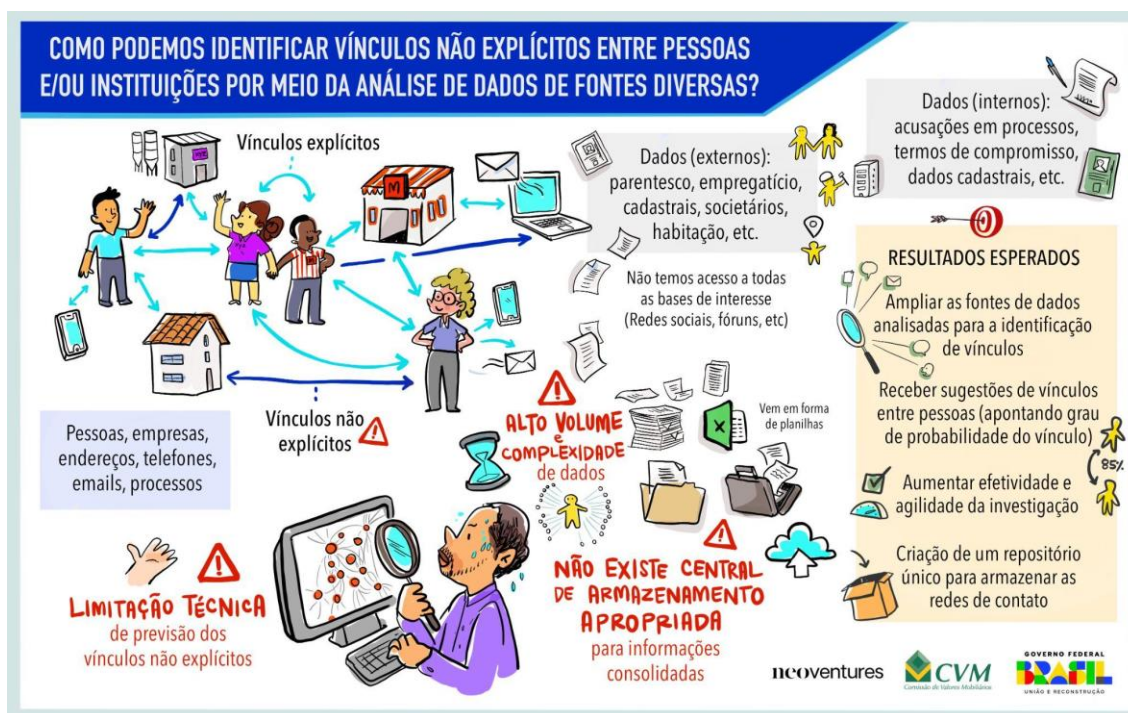 COMO PODEMOS IDENTIFICAR VÍNCULOS NÃO EXPLÍCITOS ENTRE PESSOAS
E/OU INSTITUIÇÕES POR MEIO DA ANÁLISE DE DADOS DE FONTES DIVERSAS?
Vínculos explícitos
M
Dados (externos):
parentesco, empregatício,
cadastrais, societários,
habitação, etc.
Não temos acesso a todas
as bases de interesse
(Redes sociais, fóruns, etc)
Dados (internos):
acusações em processos,
termos de compromisso,
dados cadastrais, etc.
Vínculos não
explícitos
Pessoas, empresas,
endereços, telefones,
emails, processos
ALTO VOLUME
e
COMPLEXIDADE
de dados
X
Vem em forma
de planilhas
LIMITAÇÃO TÉCNICA
de previsão dos
vínculos não explícitos
NÃO EXISTE CENTRAL
DE ARMAZENAMENTO
APROPRIADA
para informações
consolidadas
RESULTADOS ESPERADOS
Ampliar as fontes de dados
analisadas para a identificação
de vínculos
Receber sugestões de vínculos
entre pessoas (apontando grau
de probabilidade do vínculo)
85%
Aumentar efetividade e
agilidade da investigação
Criação de um repositório
único para armazenar as
redes de contato
neoventures
CVM
Comissão de Valores Mobiliários
GOVERNO FEDERAL
BRASIL
UNIÃO E RECONSTRUÇÃO